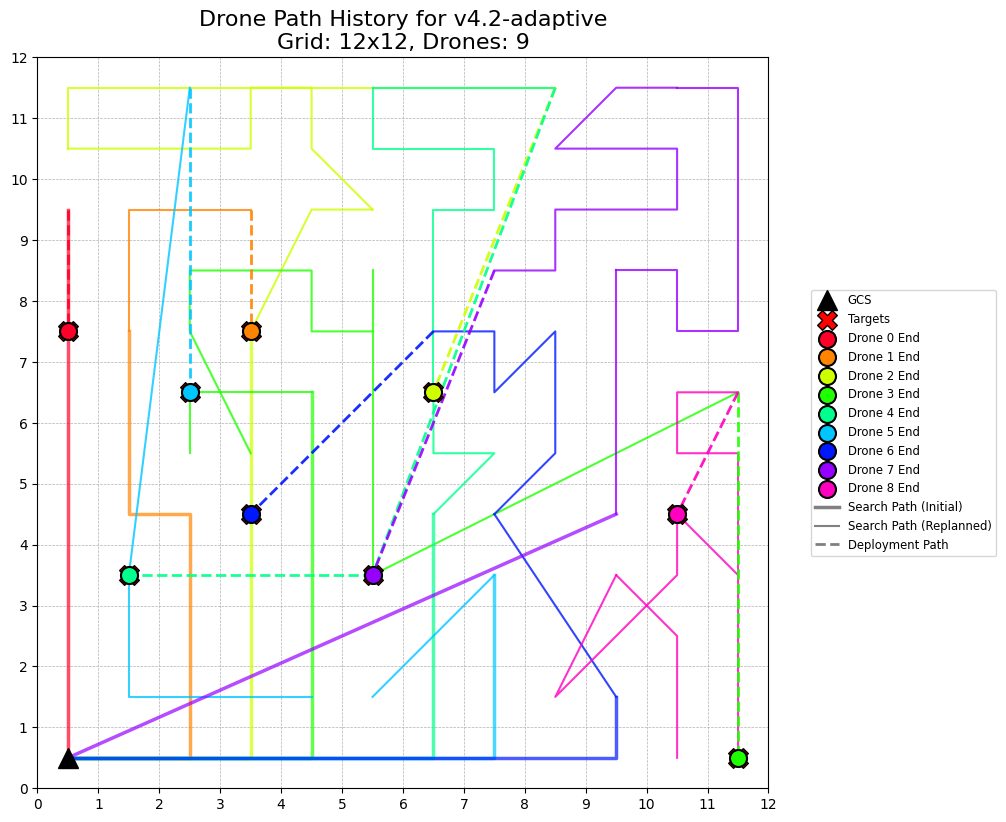 Drone Path History for v4.2-adaptive
Grid: 12x12, Drones: 9
12
11
10
9
8
7
6
5
4
3
2
1
0
0 1 2 3 4 5 6 7 8 9 10 11 12
GCS
Targets
Drone 0 End
Drone 1 End
Drone 2 End
Drone 3 End
Drone 4 End
Drone 5 End
Drone 6 End
Drone 7 End
Drone 8 End
Search Path (Initial)
Search Path (Replanned)
Deployment Path